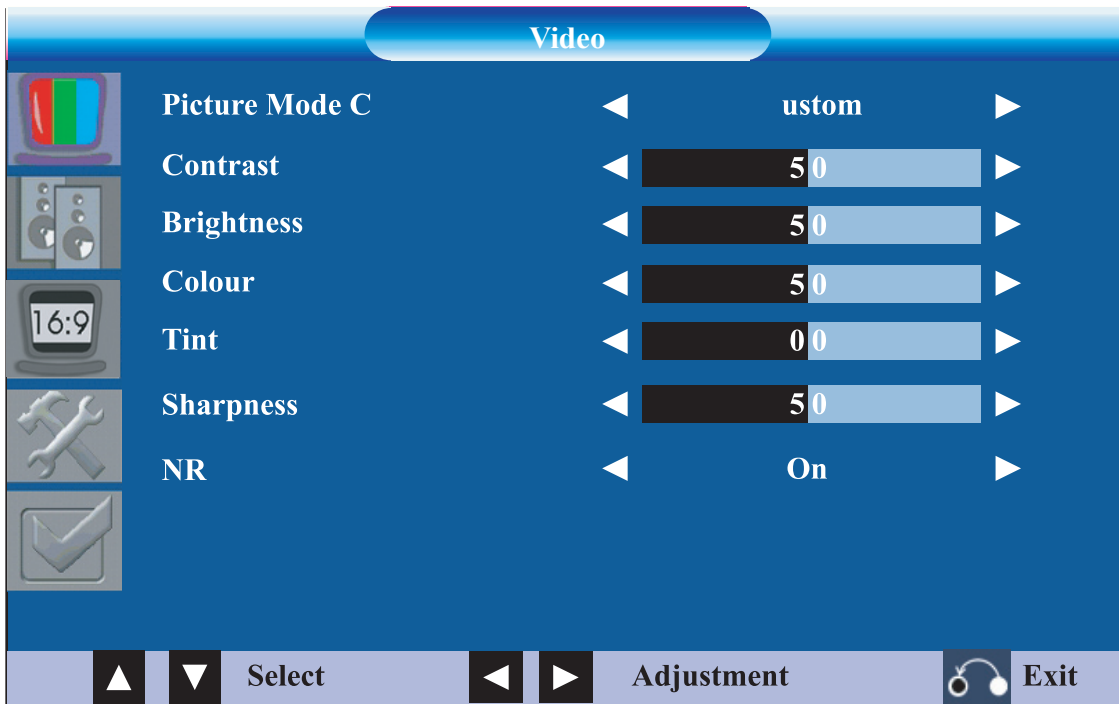 Video
Picture Mode C ustom
Contrast 50
Brightness 50
Colour 50
16:9
Tint 00
Sharpness 50
NR On
Select Adjustment Exit